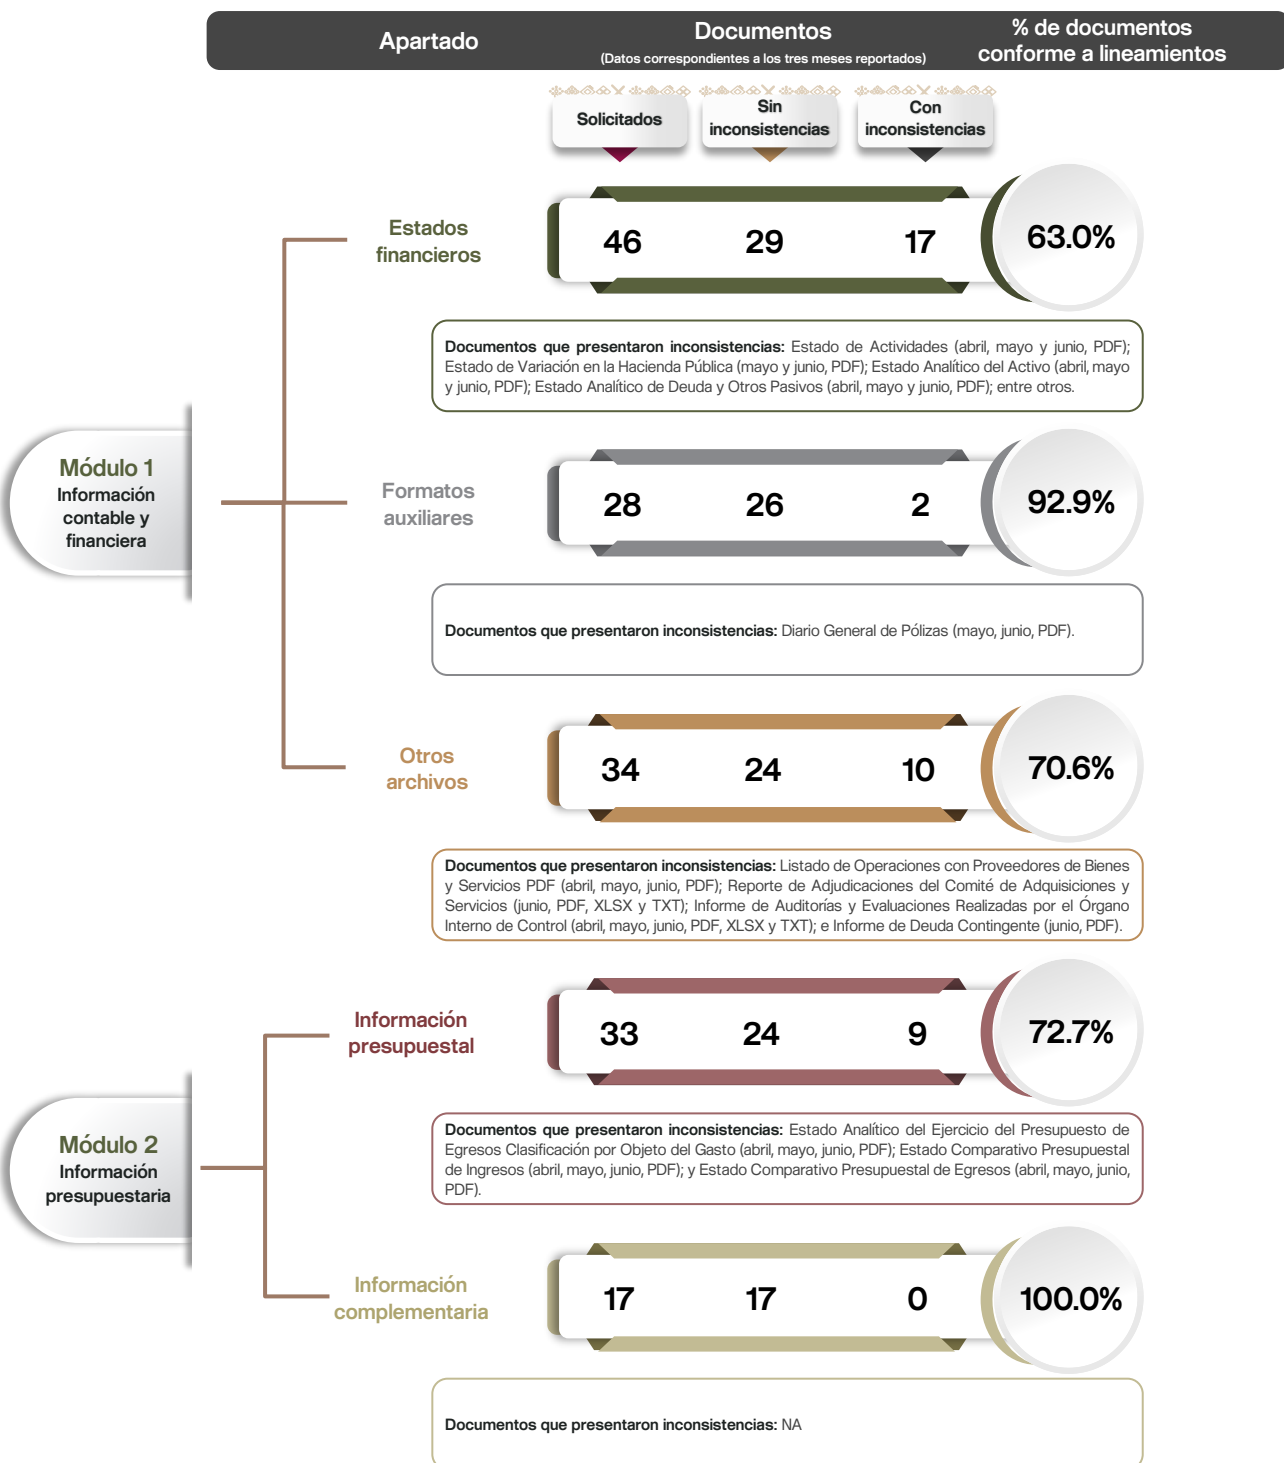 Apartado
Documentos
(Datos correspondientes a los tres meses reportados)
% de documentos
conforme a lineamientos
Solicitados
Sin
inconsistencias
Con
inconsistencias
Módulo 1
Información
contable y
financiera
Estados
financieros
46
29
17
63.0%
Documentos que presentaron inconsistencias: Estado de Actividades (abril, mayo y junio, PDF);
Estado de Variación en la Hacienda Pública (mayo y junio, PDF); Estado Analítico del Activo (abril, mayo
y junio, PDF); Estado Analítico de Deuda y Otros Pasivos (abril, mayo y junio, PDF); entre otros.
Formatos
auxiliares
28
26
2
92.9%
Documentos que presentaron inconsistencias: Diario General de Pólizas (mayo, junio, PDF).
Otros
archivos
34
24
10
70.6%
Documentos que presentaron inconsistencias: Listado de Operaciones con Proveedores de Bienes
y Servicios PDF (abril, mayo, junio, PDF); Reporte de Adjudicaciones del Comité de Adquisiciones y
Servicios (junio, PDF, XLSX y TXT); Informe de Auditorías y Evaluaciones Realizadas por el Órgano
Interno de Control (abril, mayo, junio, PDF, XLSX y TXT); e Informe de Deuda Contingente (junio, PDF).
Módulo 2
Información
presupuestaria
Información
presupuestal
33
24
9
72.7%
Documentos que presentaron inconsistencias: Estado Analítico del Ejercicio del Presupuesto de
Egresos Clasificación por Objeto del Gasto (abril, mayo, junio, PDF); Estado Comparativo Presupuestal
de Ingresos (abril, mayo, junio, PDF); y Estado Comparativo Presupuestal de Egresos (abril, mayo, junio,
PDF).
Información
complementaria
17
17
0
100.0%
Documentos que presentaron inconsistencias: NA